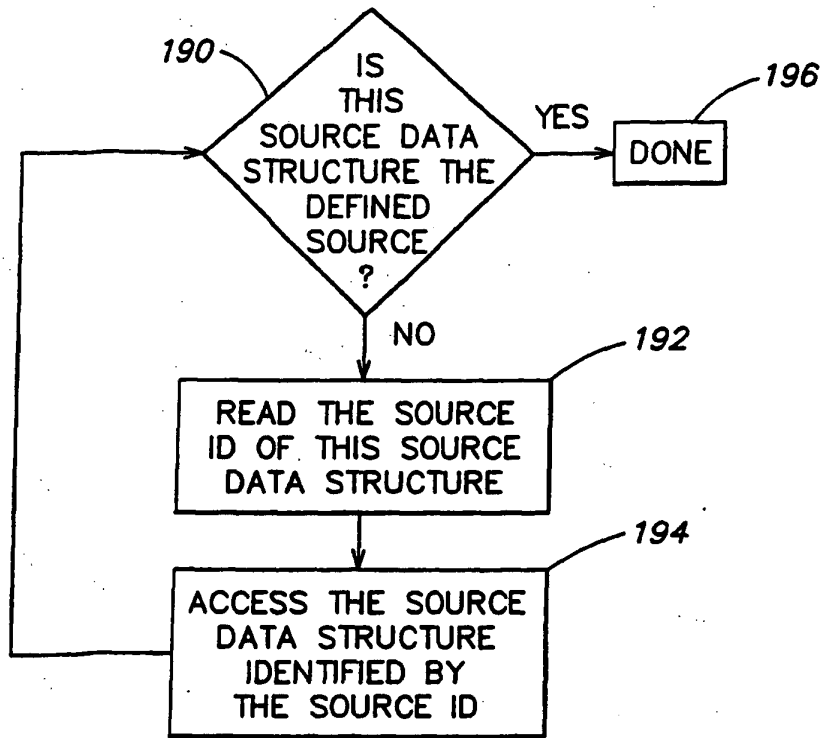 190
IS
THIS
SOURCE DATA
STRUCTURE THE
DEFINED
SOURCE
?
YES
196
DONE
NO
192
READ THE SOURCE
ID OF THIS SOURCE
DATA STRUCTURE
194
ACCESS THE SOURCE
DATA STRUCTURE
IDENTIFIED BY
THE SOURCE ID